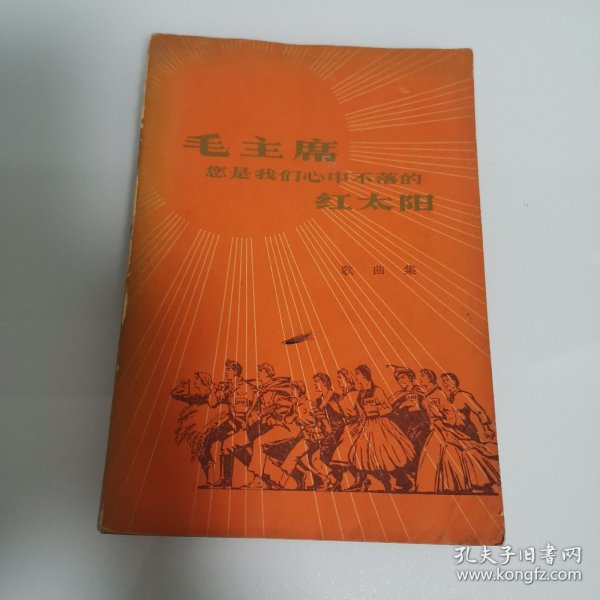 毛主席
您是我们心中不落的
红太阳
歌曲集
孔夫子旧书网
www.kongfz.com